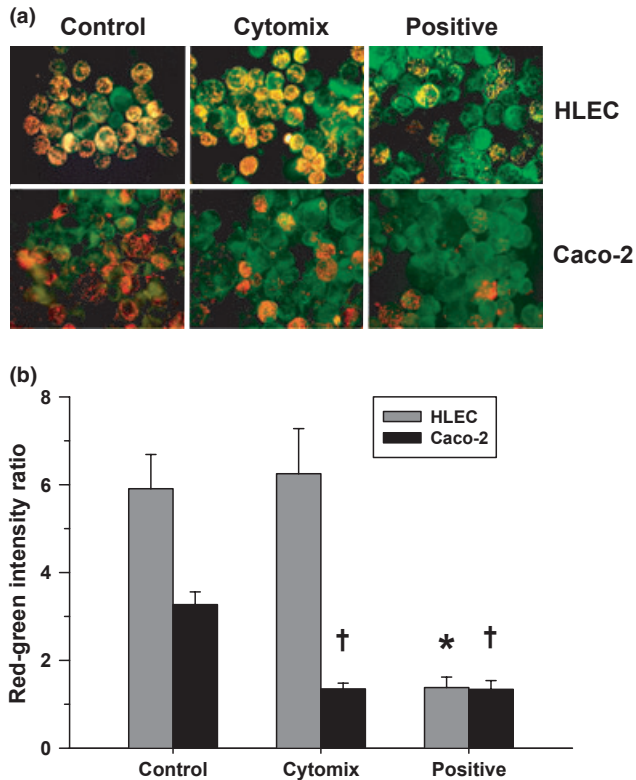 (a)
Control Cytomix Positive
HLEC
Caco-2
(b)
8
6
4
2
0
Red-green intensity ratio
HLEC
Caco-2
†
* †
Control Cytomix Positive